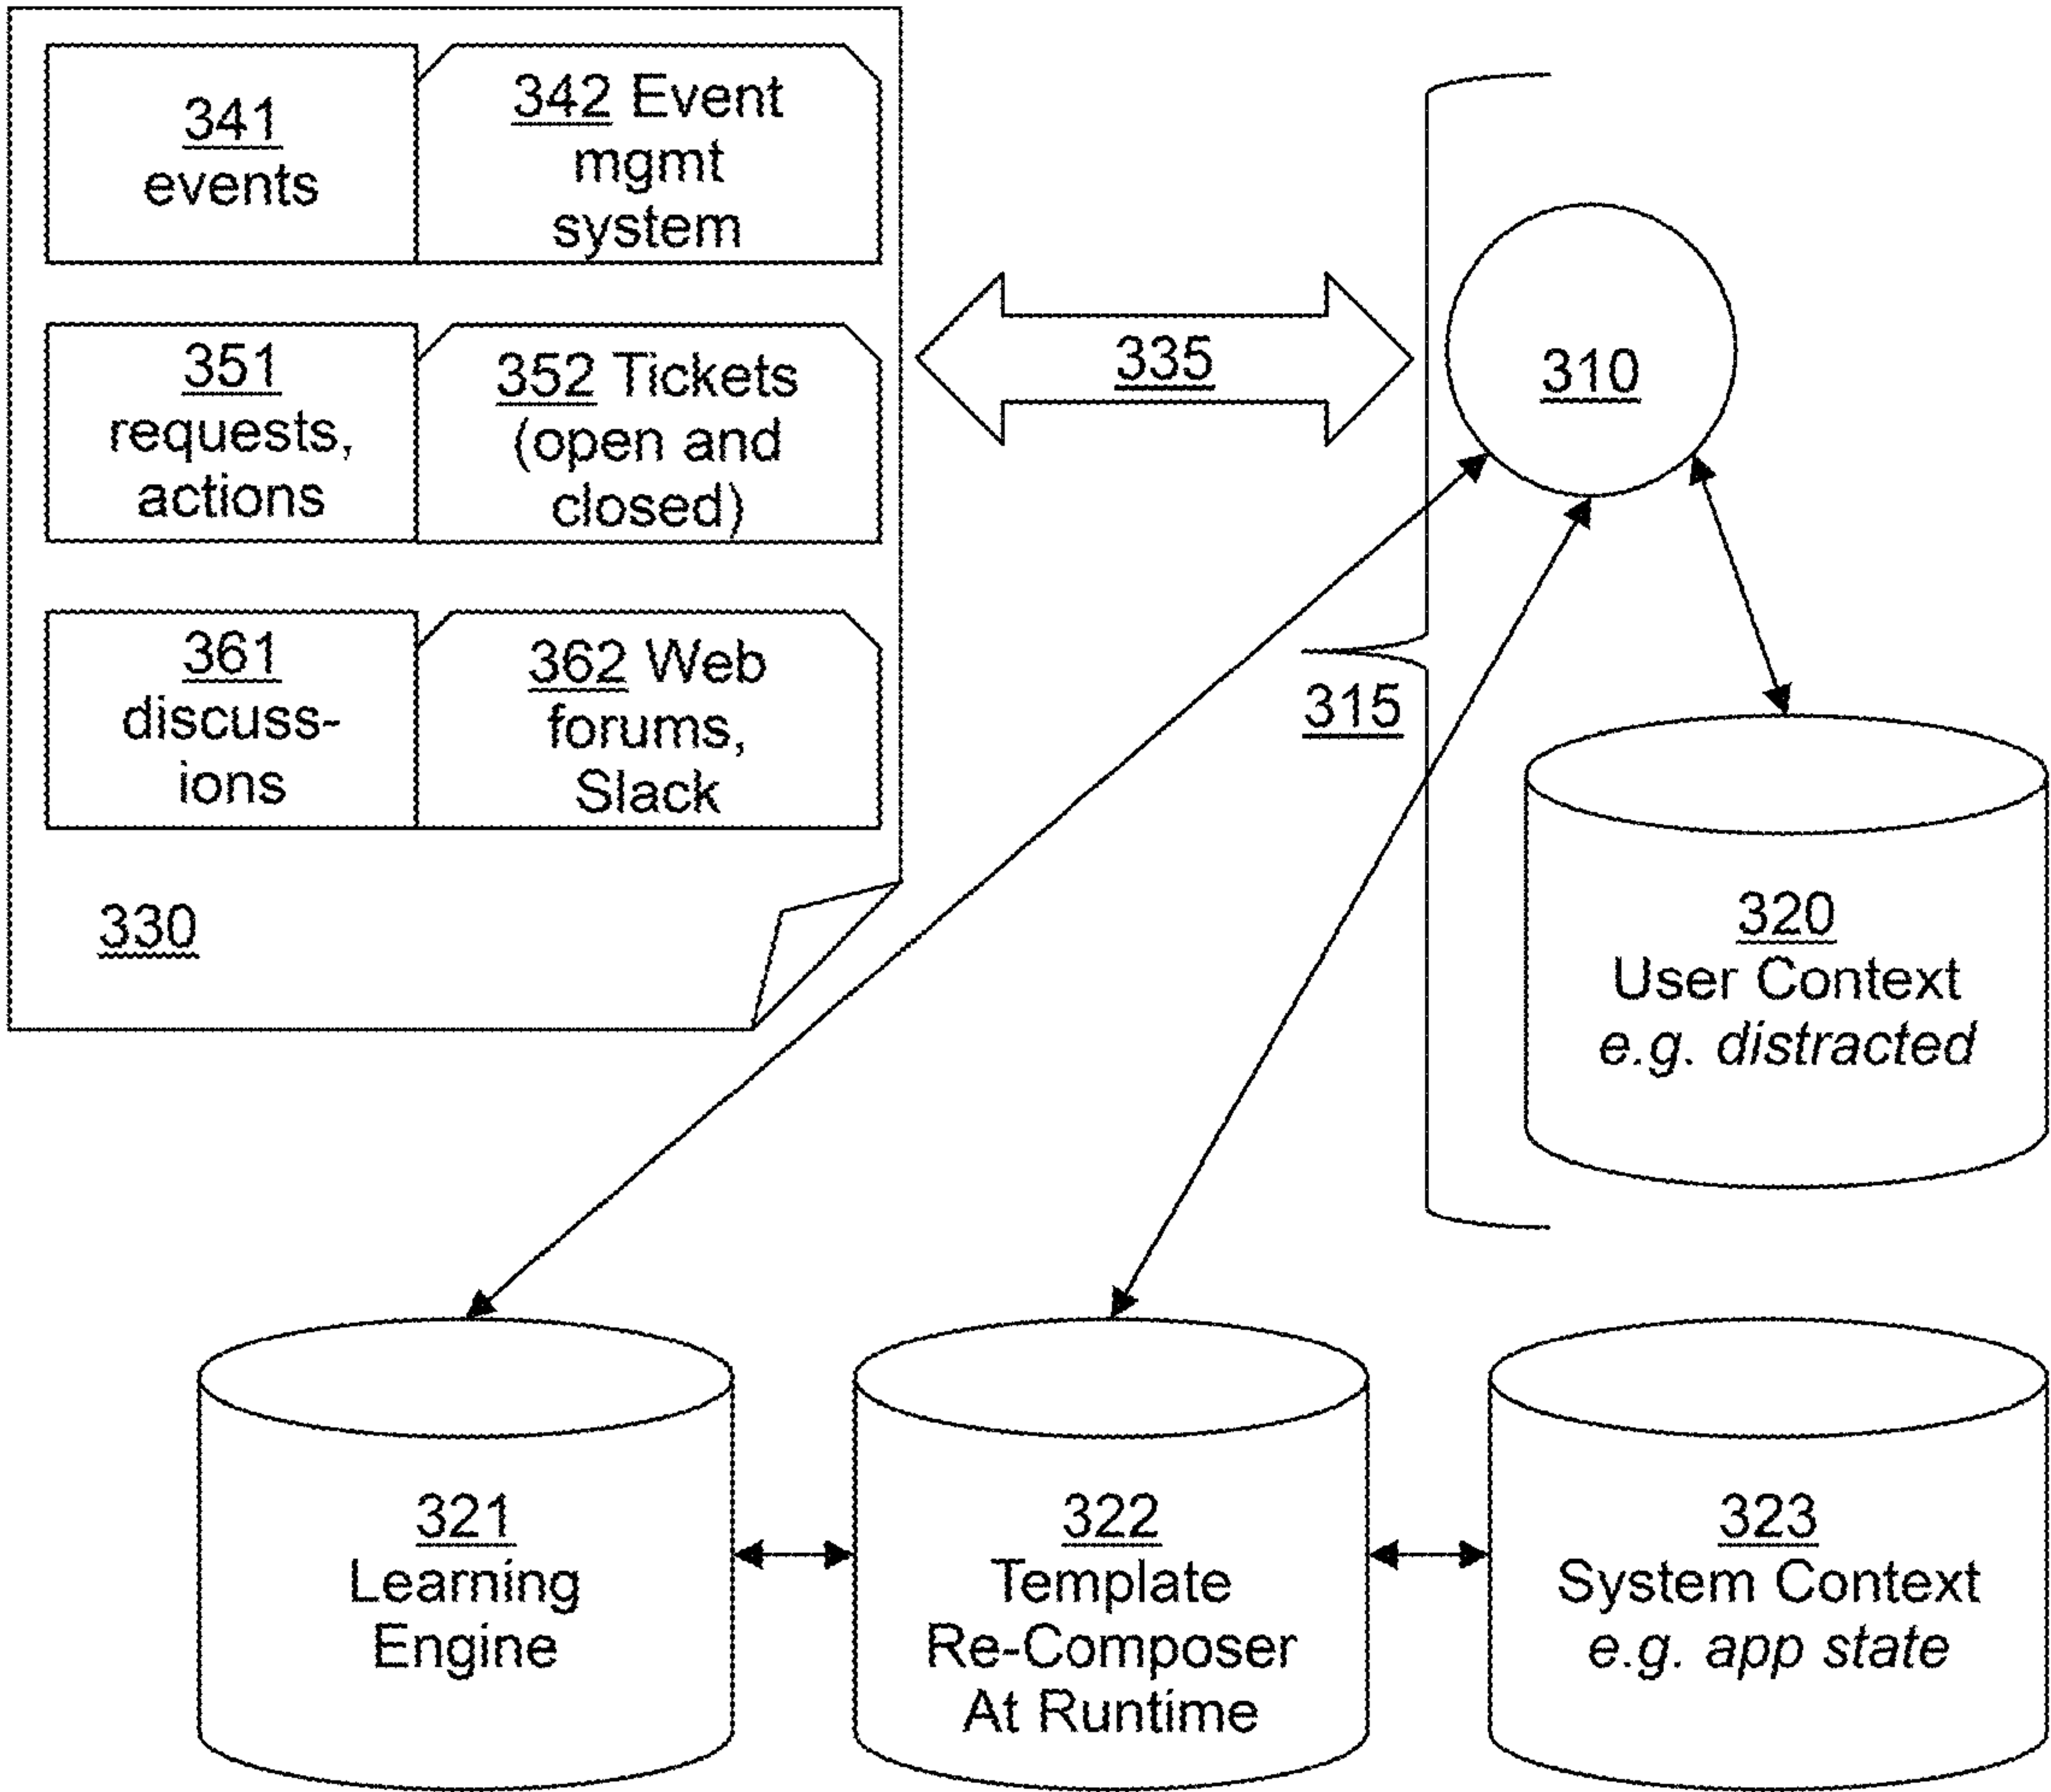 341
events
342 Event
mgmt
system
351
requests,
actions
352 Tickets
(open and
closed)
361
discuss-
ions
362 Web
forums,
Slack
330
335
310
315
320
User Context
e.g. distracted
321
Learning
Engine
322
Template
Re-Composer
At Runtime
323
System Context
e.g. app state